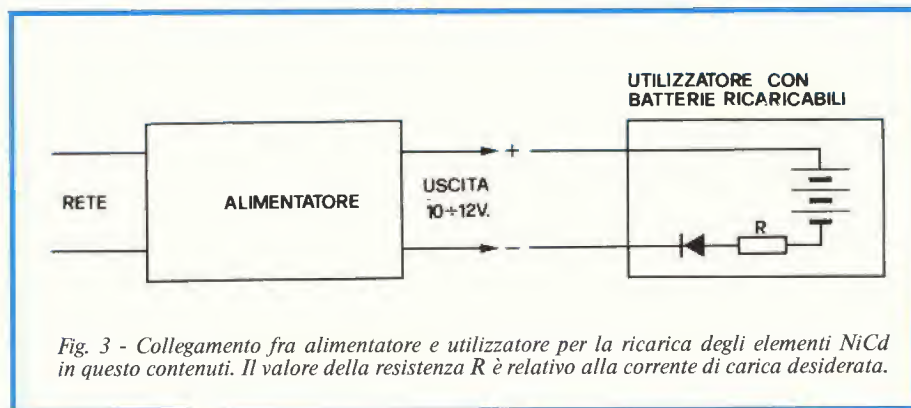 UTILIZZATORE CON
BATTERIE RICARICABILI
RETE
ALIMENTATORE
+
USCITA
10÷12V.
−
R
Fig. 3 - Collegamento fra alimentatore e utilizzatore per la ricarica degli elementi NiCd
in questo contenuti. Il valore della resistenza R è relativo alla corrente di carica desiderata.